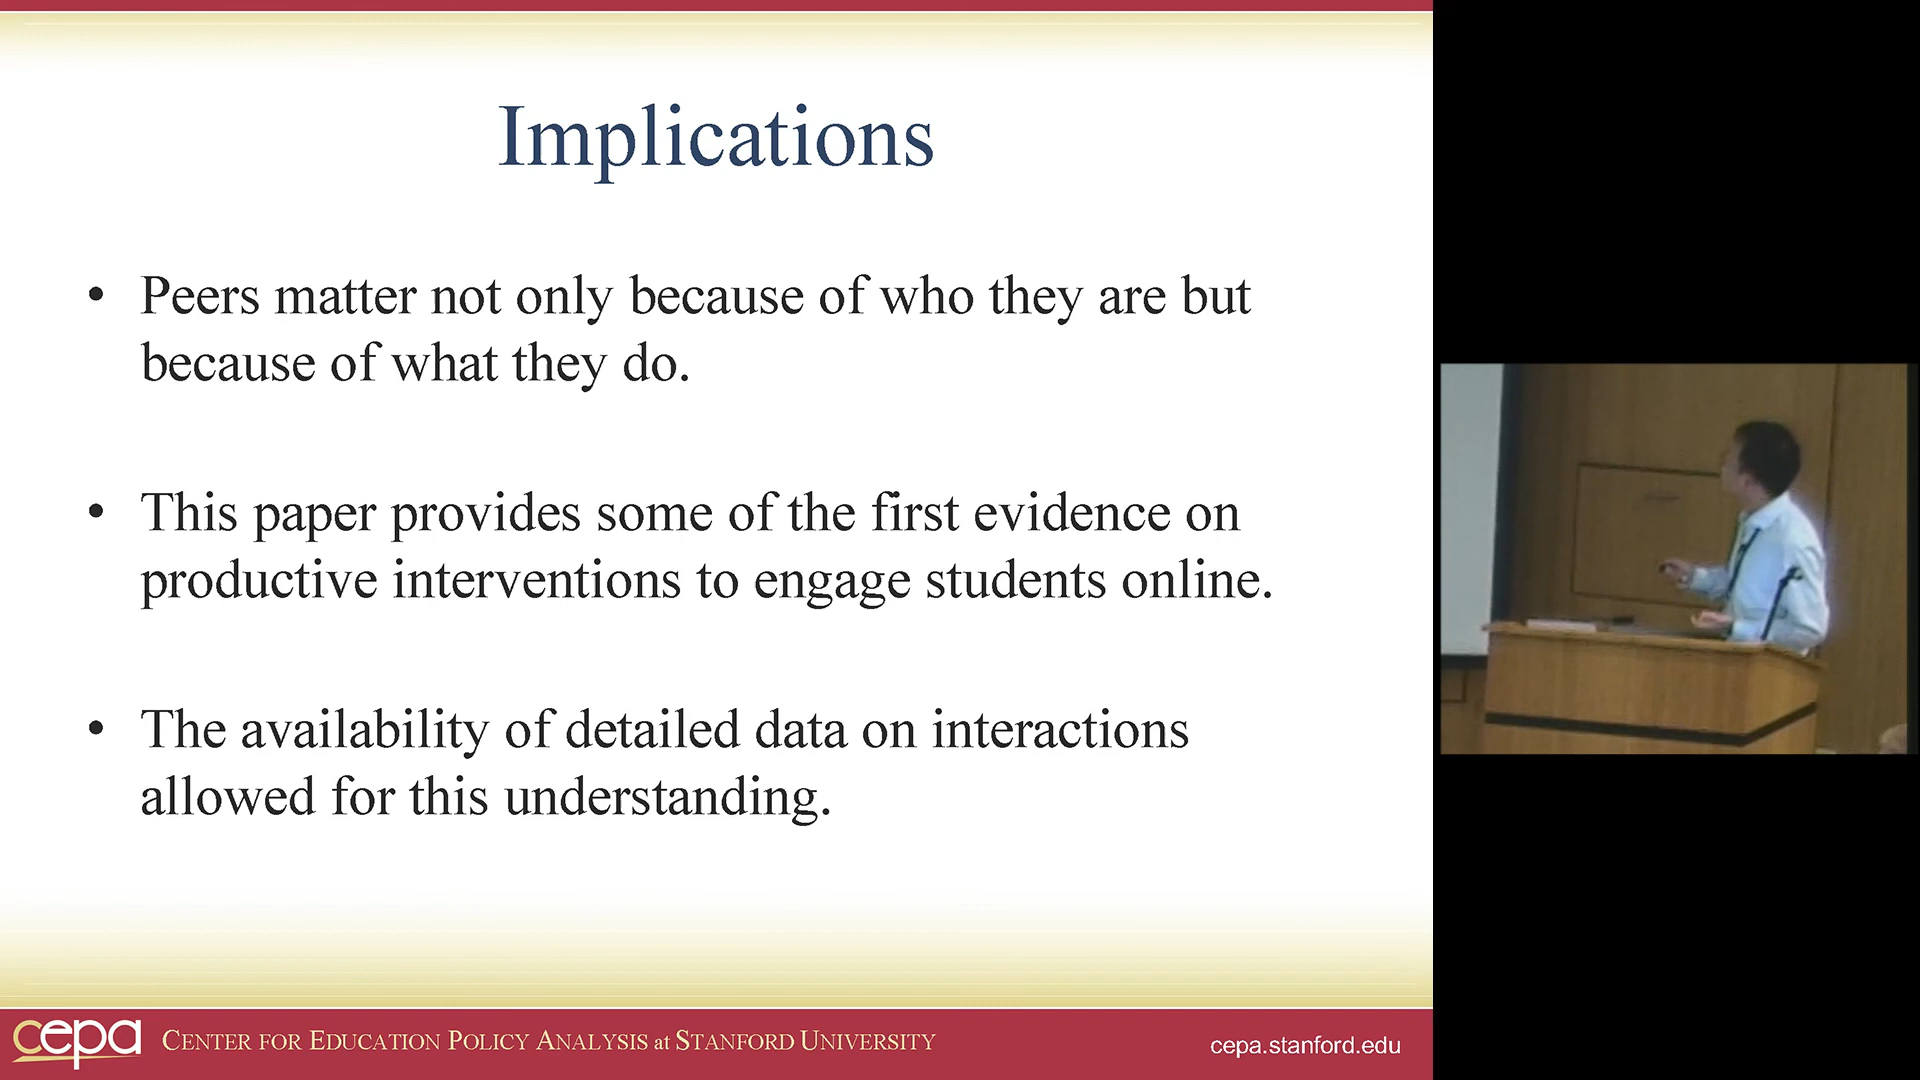 Implications
• Peers matter not only because of who they are but
because of what they do.
• This paper provides some of the first evidence on
productive interventions to engage students online.
• The availability of detailed data on interactions
allowed for this understanding.
cepa CENTER FOR EDUCATION POLICY ANALYSIS at STANFORD UNIVERSITY
cepa.stanford.edu